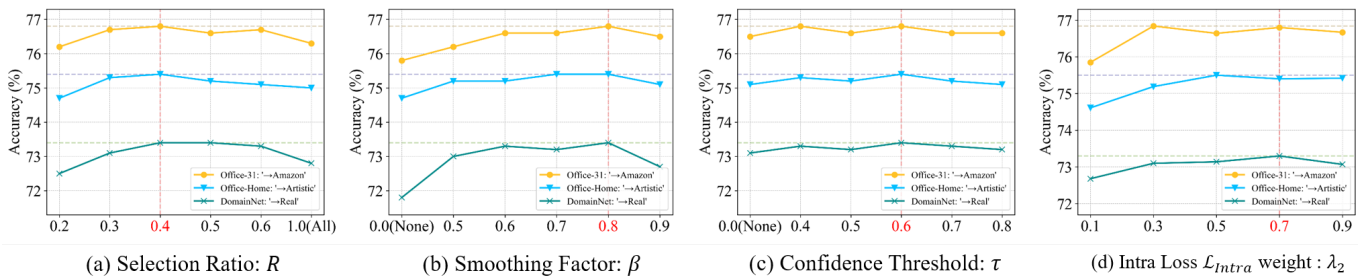 77
76
75
74
73
72
Accuracy (%)
Office-31: '→Amazon'
Office-Home: '→Artistic'
DomainNet: '→Real'
0.2 0.3 0.4 0.5 0.6 1.0(All)
(a) Selection Ratio: R
77
76
75
74
73
72
Accuracy (%)
Office-31: '→Amazon'
Office-Home: '→Artistic'
DomainNet: '→Real'
0.0(None) 0.5 0.6 0.7 0.8 0.9
(b) Smoothing Factor: β
77
76
75
74
73
72
Accuracy (%)
Office-31: '→Amazon'
Office-Home: '→Artistic'
DomainNet: '→Real'
0.0(None) 0.4 0.5 0.6 0.7 0.8
(c) Confidence Threshold: τ
77
76
75
74
73
72
Accuracy (%)
Office-31: '→Amazon'
Office-Home: '→Artistic'
DomainNet: '→Real'
0.1 0.3 0.5 0.7 0.9
(d) Intra Loss ℒ_Intra weight : λ₂